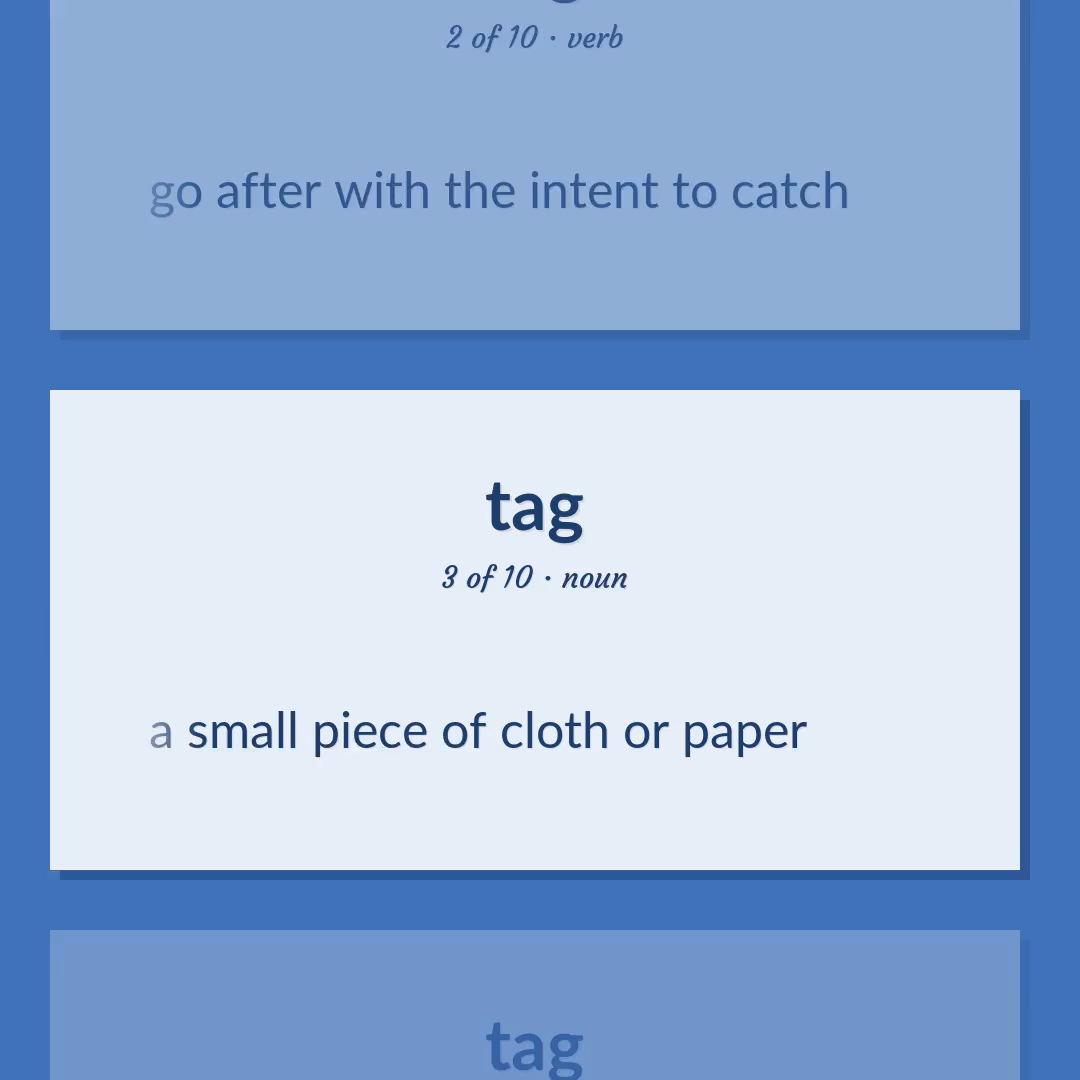 2 of 10 · verb
go after with the intent to catch
tag
3 of 10 · noun
a small piece of cloth or paper
tag